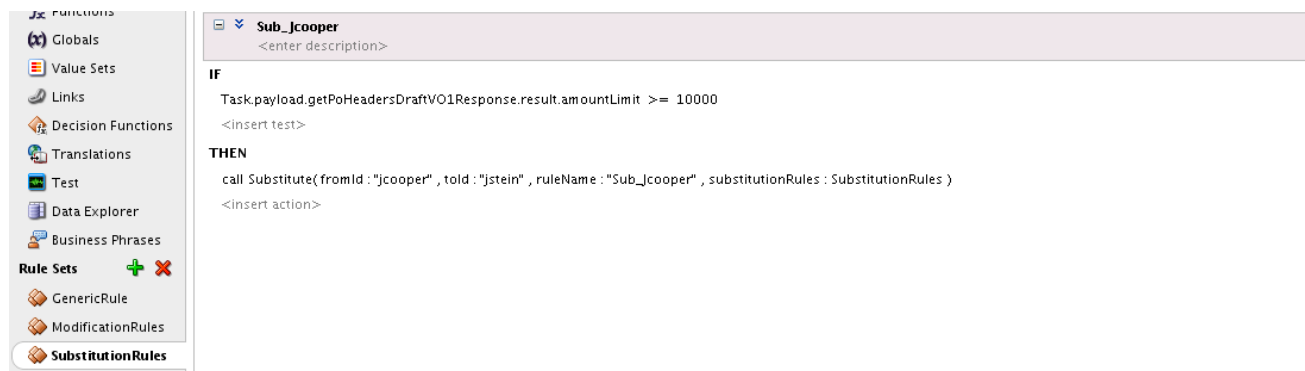 Functions
Globals
Value Sets
Links
Decision Functions
Translations
Test
Data Explorer
Business Phrases
Rule Sets
GenericRule
ModificationRules
SubstitutionRules
Sub_Jcooper
<enter description>
IF
Task.payload.getPoHeadersDraftVO1Response.result.amountLimit >= 10000
<insert test>
THEN
call Substitute( fromId : "jcooper" , toId : "jstein" , ruleName : "Sub_Jcooper" , substitutionRules : SubstitutionRules )
<insert action>